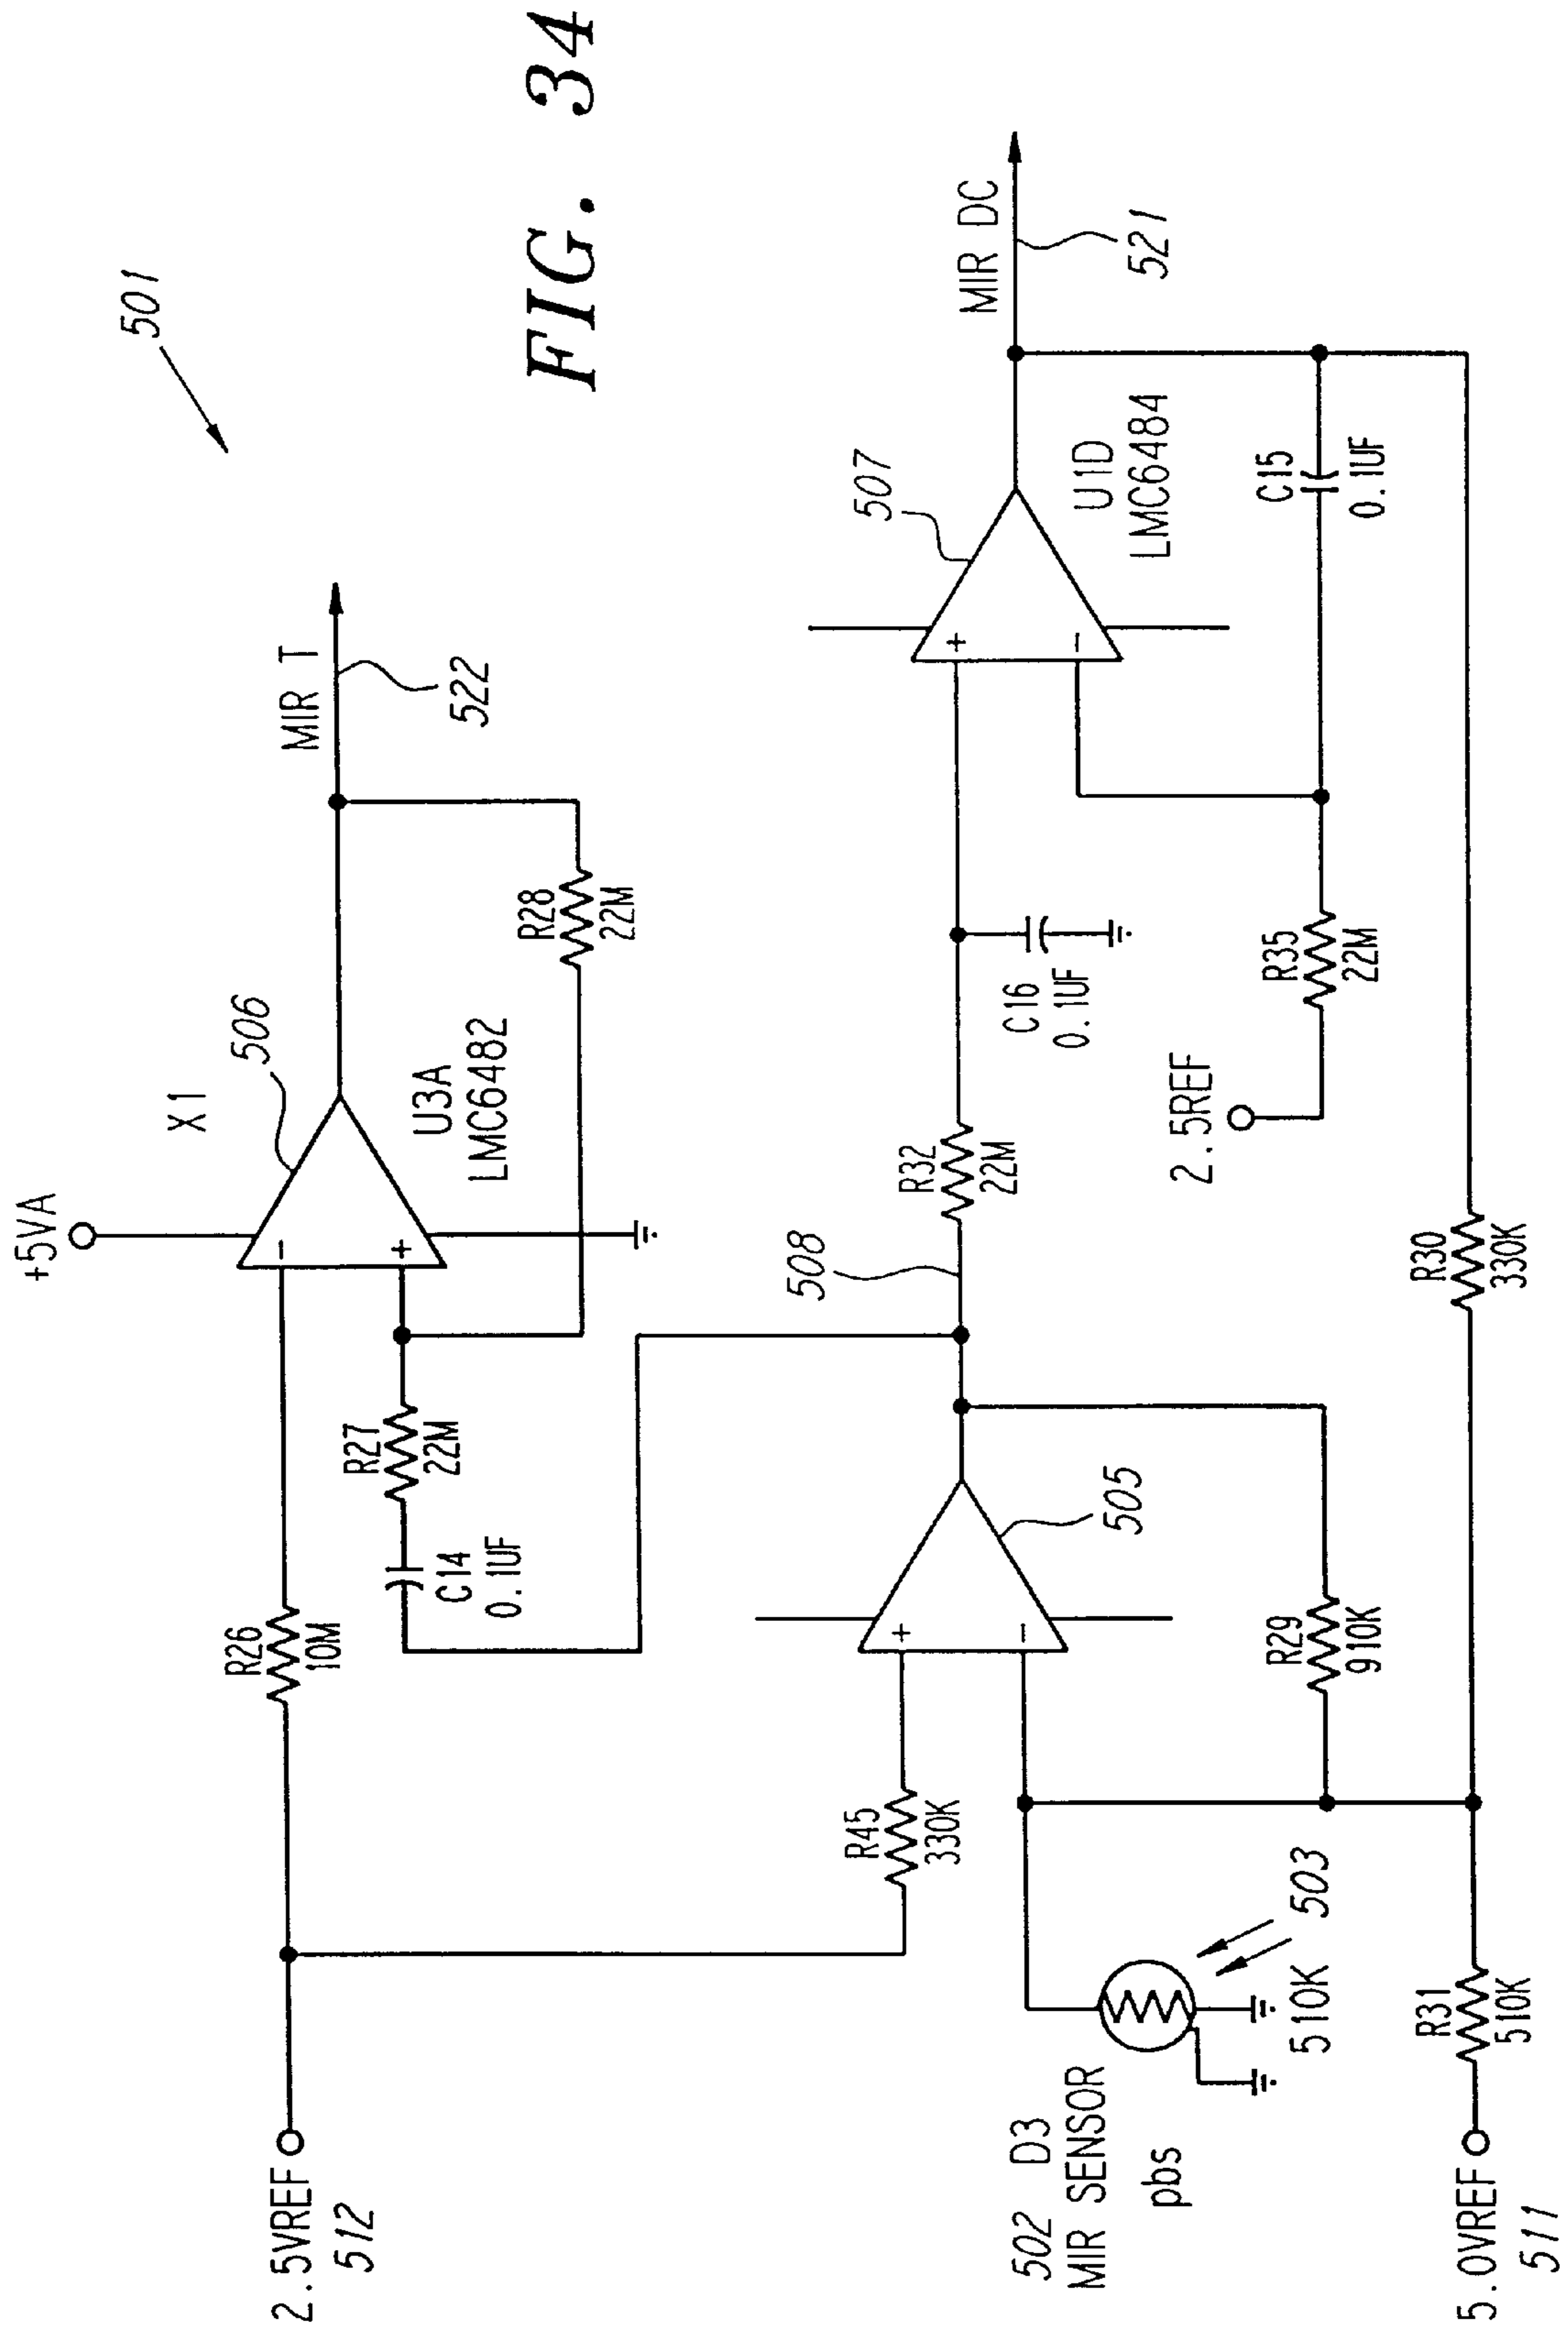 501
+5VA
X1
506
MIR T
522
U3A
LMC6482
R28
22M
R27
22M
C14
0.1UF
R26
10M
2.5VREF
512
FIG. 34
MIR DC
521
507
U1D
LMC6484
C15
0.1UF
C16
0.1UF
R35
22M
2.5REF
R32
22M
508
505
R45
330K
R29
910K
R30
330K
503
510K
502
D3
MIR SENSOR
pbs
R31
510K
5.0VREF
511
+
-
+
-
+
-